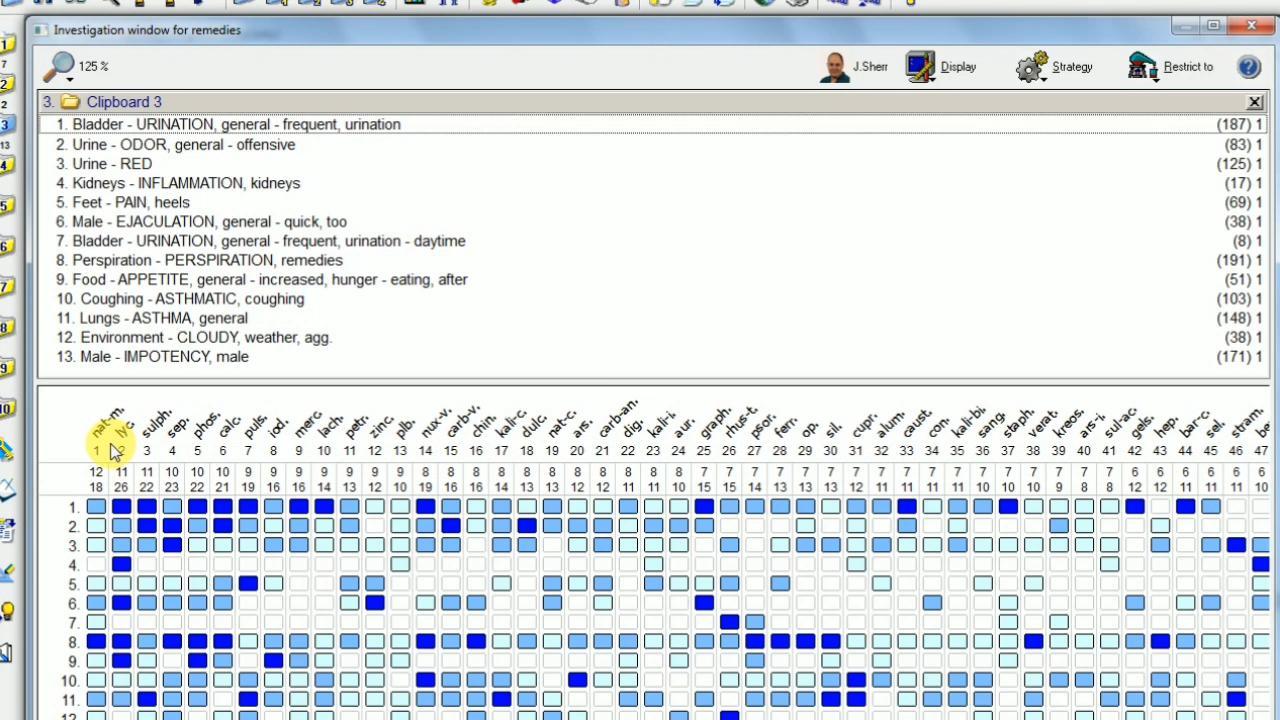 Investigation window for remedies
125 %
J.Sherr
Display
Strategy
Restrict to
3. Clipboard 3
1. Bladder - URINATION, general - frequent, urination (187) 1
2. Urine - ODOR, general - offensive (83) 1
3. Urine - RED (125) 1
4. Kidneys - INFLAMMATION, kidneys (17) 1
5. Feet - PAIN, heels (69) 1
6. Male - EJACULATION, general - quick, too (38) 1
7. Bladder - URINATION, general - frequent, urination - daytime (8) 1
8. Perspiration - PERSPIRATION, remedies (191) 1
9. Food - APPETITE, general - increased, hunger - eating, after (51) 1
10. Coughing - ASTHMATIC, coughing (103) 1
11. Lungs - ASTHMA, general (148) 1
12. Environment - CLOUDY, weather, agg. (38) 1
13. Male - IMPOTENCY, male (171) 1
nat-m. lyc. sulph. sep. phos. calc. puls. iod. merc. lach. petr. zinc. plb. nux-v. carb-v. chin. kali-c. dulc. nat-c. ars. carb-an. dig. kali-i. aur. graph. rhus-t. psor. ferr. op. sil. cupr. alum. caust. con. kali-bi. sang. staph. verat. kreos. ars-i. sul-ac. gels. hep. bar-c. sel. stram.
1 2 3 4 5 6 7 8 9 10 11 12 13 14 15 16 17 18 19 20 21 22 23 24 25 26 27 28 29 30 31 32 33 34 35 36 37 38 39 40 41 42 43 44 45 46 47
12 11 11 10 10 10 9 9 9 9 9 9 9 8 8 8 8 8 8 8 8 8 8 8 7 7 7 7 7 7 7 7 7 7 7 7 7 7 7 7 7 6 6 6 6 6 6
18 26 22 23 22 21 19 16 16 14 13 12 10 19 16 16 14 13 13 13 12 11 11 10 15 15 14 13 13 13 12 11 11 10 10 10 10 10 9 8 8 12 12 11 11 11 10
1.
2.
3.
4.
5.
6.
7.
8.
9.
10.
11.
12.